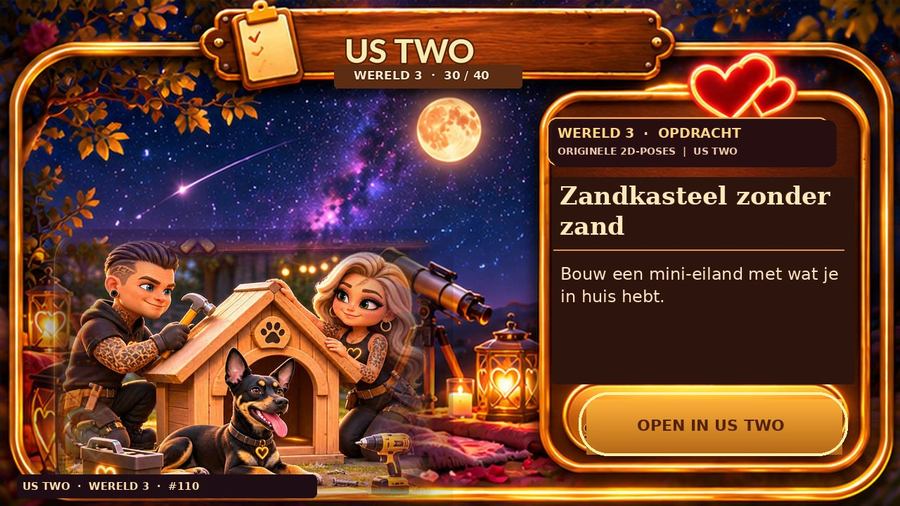 US TWO
WERELD 3 · 30 / 40
WERELD 3 · OPDRACHT
ORIGINELE 2D-POSES | US TWO
Zandkasteel zonder
zand
Bouw een mini-eiland met wat je
in huis hebt.
OPEN IN US TWO
US TWO · WERELD 3 · #110